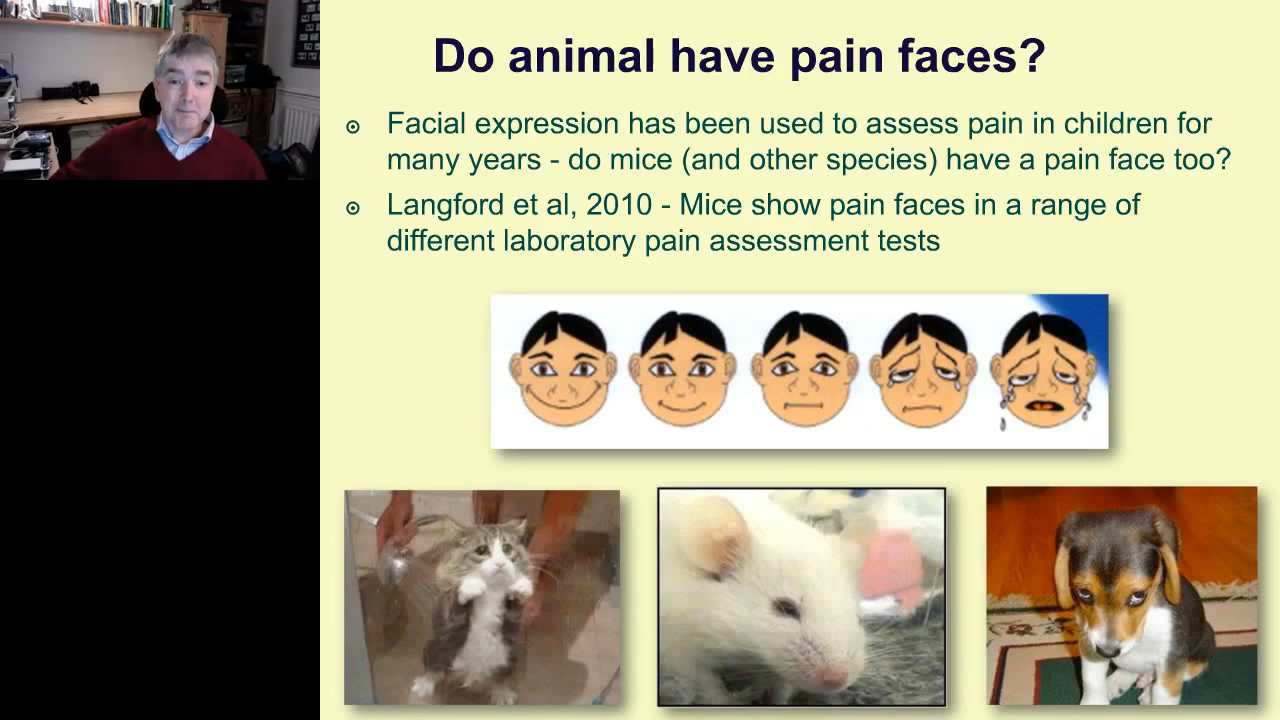 Do animal have pain faces?
Facial expression has been used to assess pain in children for
many years - do mice (and other species) have a pain face too?
Langford et al, 2010 - Mice show pain faces in a range of
different laboratory pain assessment tests